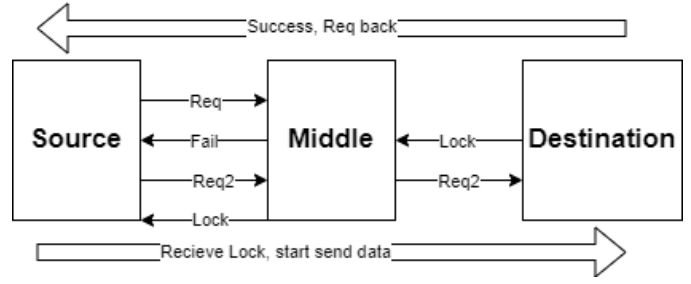 Success, Req back
Req
Source
Fail
Middle
Lock
Destination
Req2
Req2
Lock
Recieve Lock, start send data